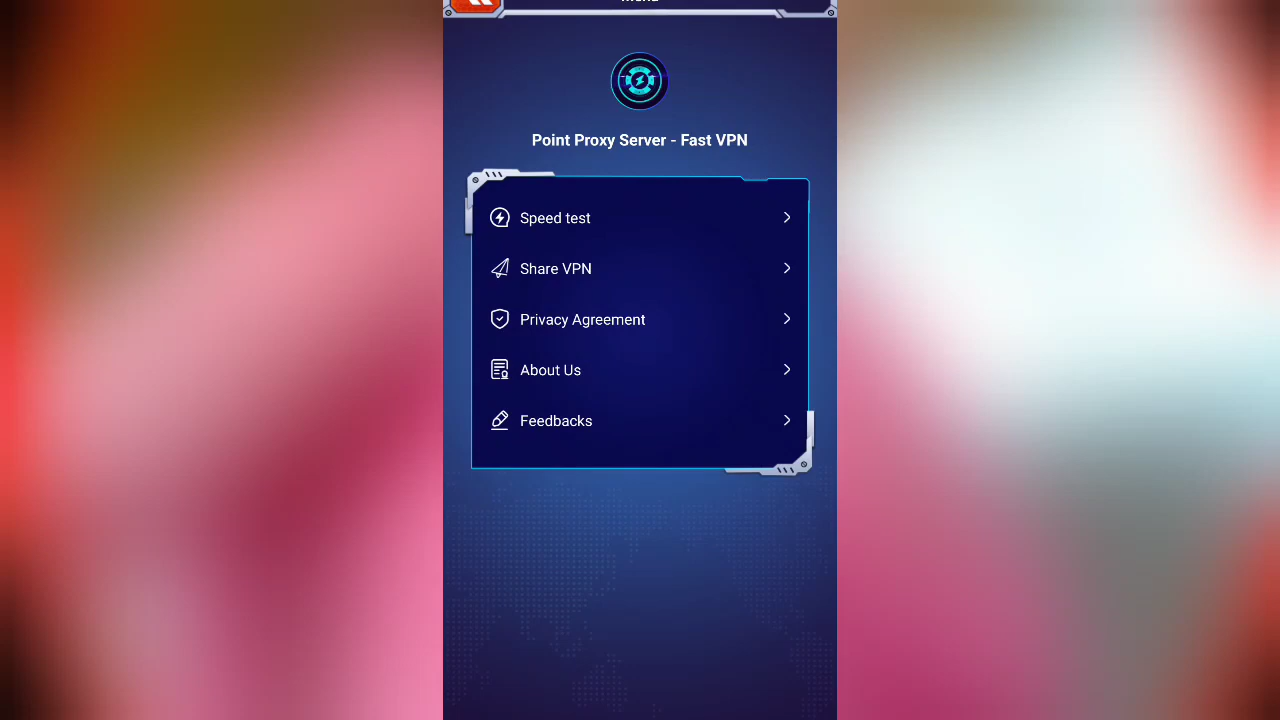 Point Proxy Server - Fast VPN
Speed test
Share VPN
Privacy Agreement
About Us
Feedbacks